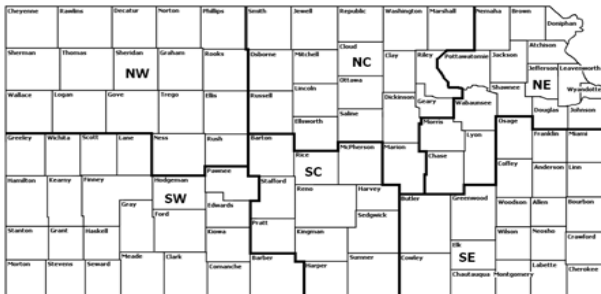 Cheyenne Rawlins Decatur Norton Phillips Smith Jewell Republic Washington Marshall Nemaha Brown
Doniphan
Atchison
Sherman Thomas Sheridan Graham Rooks Osborne Mitchell Cloud Clay Riley Pottawatomie Jackson
NW NC
Jefferson Leavenworth
Ottawa Shawnee NE Wyandotte
Wallace Logan Gove Trego Ellis Russell Lincoln Dickinson Geary Wabaunsee
Douglas Johnson
Ellsworth Saline Morris
Greeley Wichita Scott Lane Ness Rush Barton McPherson Marion Lyon Osage Franklin Miami
Rice Chase
Hamilton Kearny Finney Hodgeman Pawnee Stafford SC Coffey Anderson Linn
SW Reno Harvey
Gray Ford Edwards Butler Greenwood Woodson Allen Bourbon
Sedgwick
Pratt
Stanton Grant Haskell Kiowa Kingman Wilson Neosho Crawford
Elk
Meade Clark Barber Sumner Cowley SE
Morton Stevens Seward Comanche Harper Chautauqua Montgomery Labette Cherokee